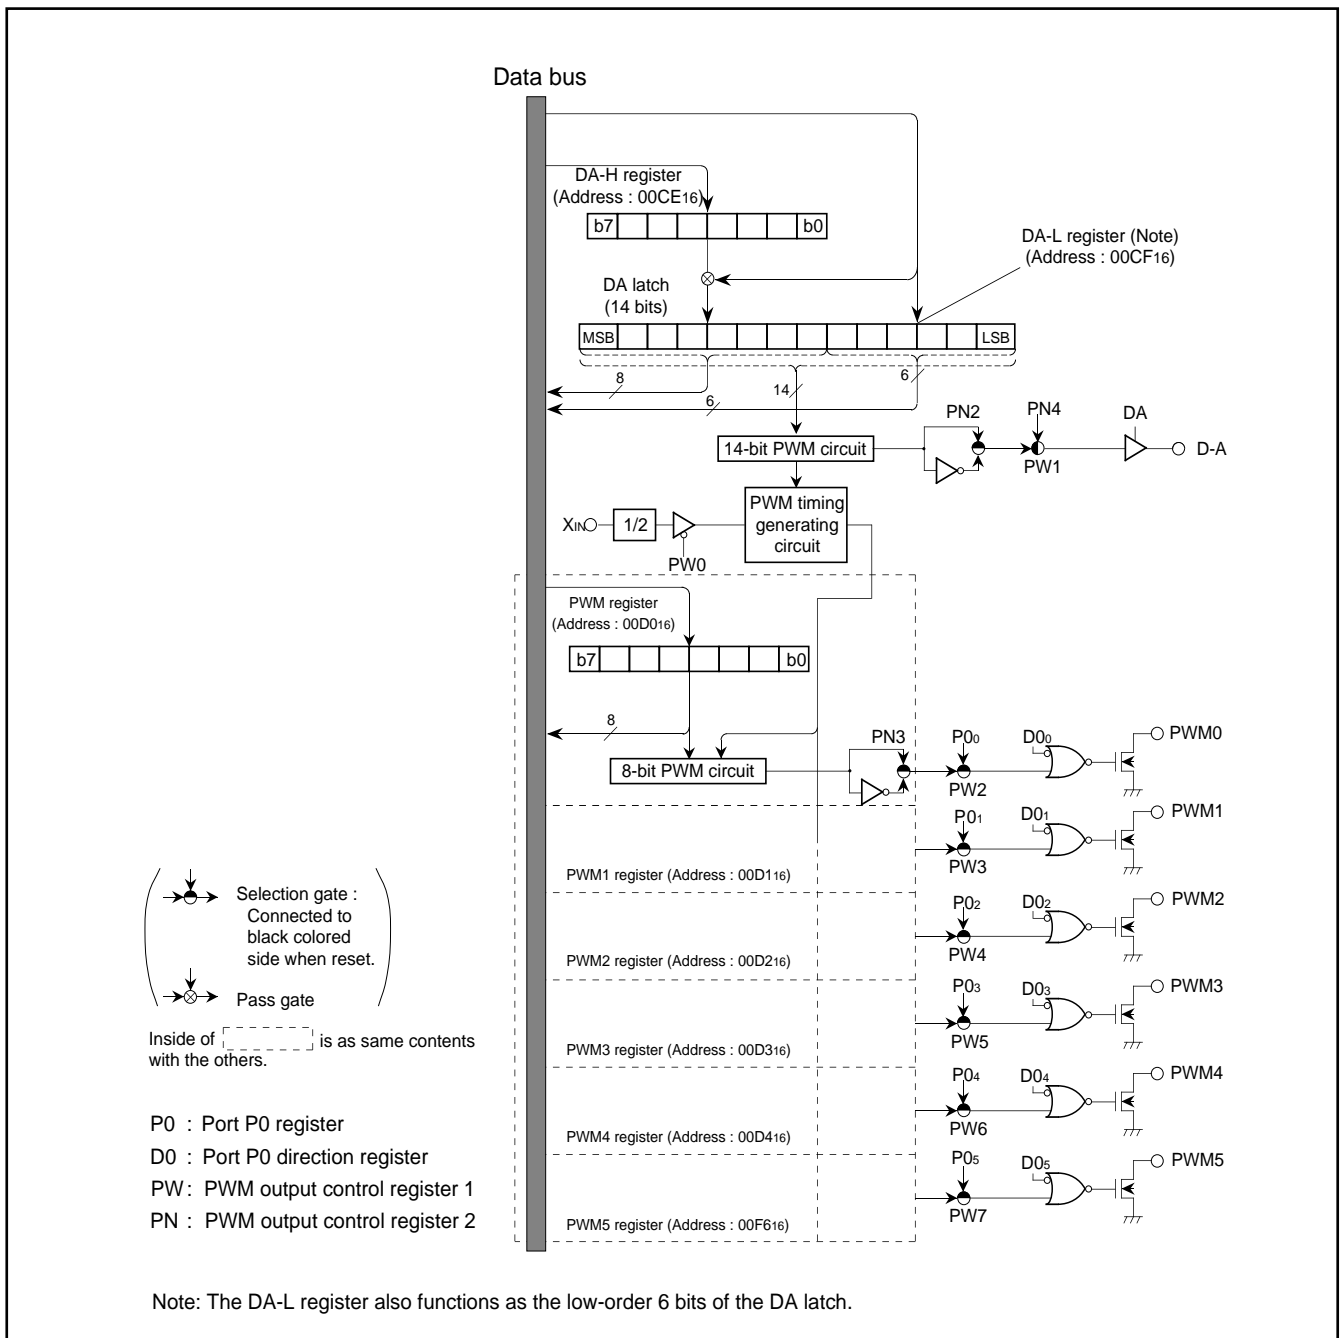 Data bus
DA-H register
(Address : 00CE16)
b7 b0
DA-L register (Note)
(Address : 00CF16)
DA latch
(14 bits)
MSB LSB
8
14
6
6
PN2
PN4
DA
14-bit PWM circuit
PW1
D-A
XIN
1/2
PW0
PWM timing
generating
circuit
PWM register
(Address : 00D016)
b7 b0
8
8-bit PWM circuit
PN3
P00
D00
PWM0
PW2
P01
D01
PWM1
PW3
PWM1 register (Address : 00D116)
P02
D02
PWM2
PW4
PWM2 register (Address : 00D216)
P03
D03
PWM3
PW5
PWM3 register (Address : 00D316)
P04
D04
PWM4
PW6
PWM4 register (Address : 00D416)
P05
D05
PWM5
PW7
PWM5 register (Address : 00F616)
Selection gate :
Connected to
black colored
side when reset.
Pass gate
Inside of is as same contents
with the others.
P0 : Port P0 register
D0 : Port P0 direction register
PW : PWM output control register 1
PN : PWM output control register 2
Note: The DA-L register also functions as the low-order 6 bits of the DA latch.